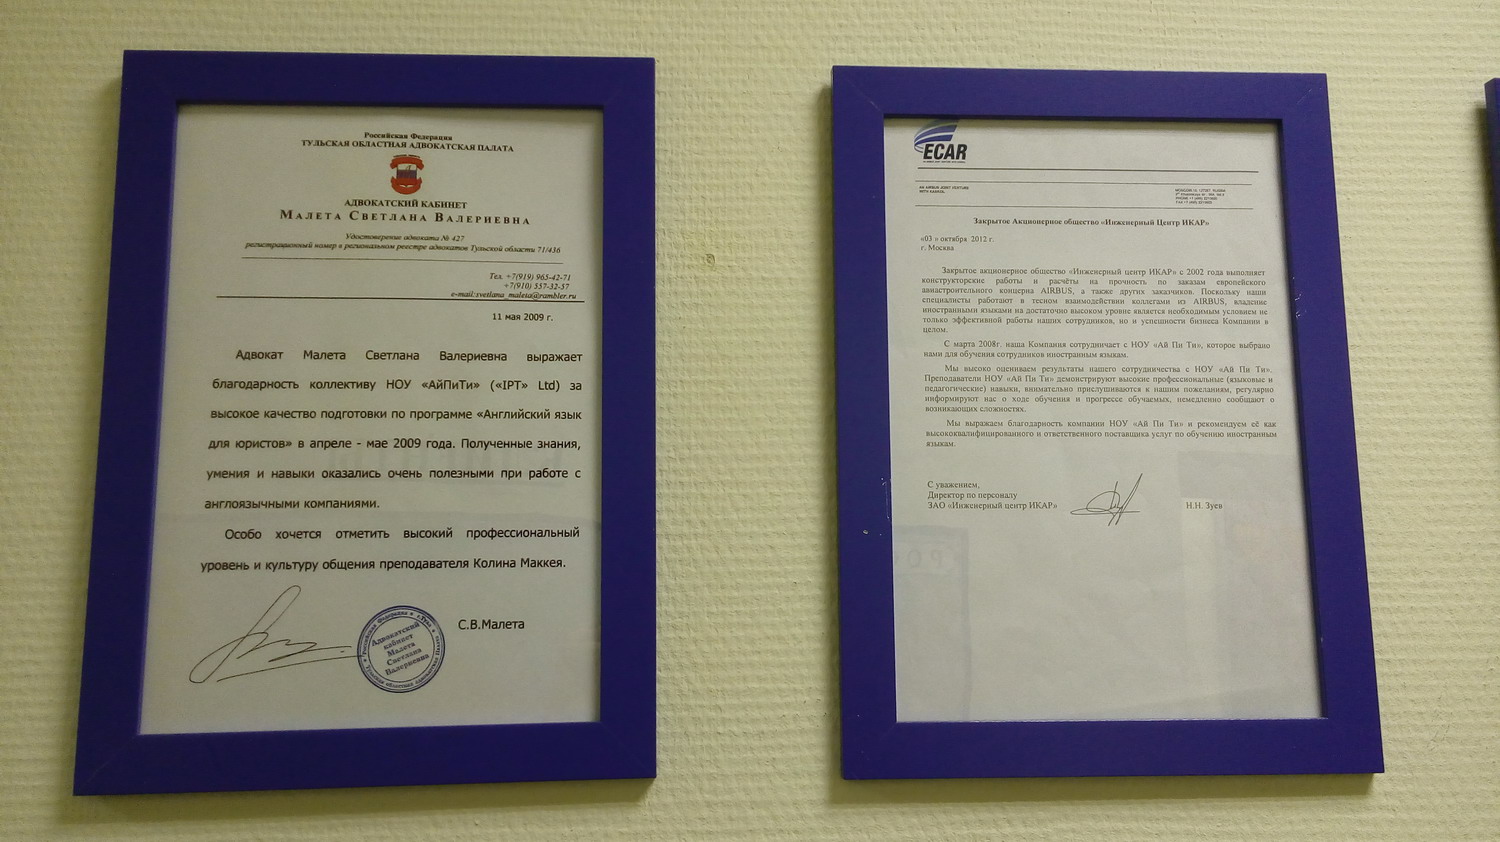 Российская Федерация
ТУЛЬСКАЯ ОБЛАСТНАЯ АДВОКАТСКАЯ ПАЛАТА
АДВОКАТСКИЙ КАБИНЕТ
МАЛЕТА СВЕТЛАНА ВАЛЕРИЕВНА
Удостоверение адвоката № 427
регистрационный номер в региональном реестре адвокатов Тульской области 71/436
Тел. +7(919) 965-42-71
+7(910) 557-32-57
e-mail:svetlana_maleta@rambler.ru
11 мая 2009 г.
Адвокат Малета Светлана Валериевна выражает
благодарность коллективу НОУ «АйПиТи» («IPT» Ltd) за
высокое качество подготовки по программе «Английский язык
для юристов» в апреле - мае 2009 года. Полученные знания,
умения и навыки оказались очень полезными при работе с
англоязычными компаниями.
Особо хочется отметить высокий профессиональный
уровень и культуру общения преподавателя Колина Маккея.
С.В.Малета
Адвокатский
кабинет
Малета
Светлана
Валериевна
ECAR
AN AIRBUS JOINT VENTURE
WITH KASKOL
Закрытое Акционерное общество «Инженерный Центр ИКАР»
«03 » октября 2012 г.
г. Москва
Закрытое акционерное общество «Инженерный центр ИКАР» с 2002 года выполняет
конструкторские работы и расчёты на прочность по заказам европейского
авиастроительного концерна AIRBUS, а также других заказчиков. Поскольку наши
специалисты работают в тесном взаимодействии коллегами из AIRBUS, владение
иностранными языками на достаточно высоком уровне является необходимым условием не
только эффективной работы наших сотрудников, но и успешности бизнеса Компании в
целом.
С марта 2008г. наша Компания сотрудничает с НОУ «Ай Пи Ти», которое выбрано
нами для обучения сотрудников иностранным языкам.
Мы высоко оцениваем результаты нашего сотрудничества с НОУ «Ай Пи Ти».
Преподаватели НОУ «Ай Пи Ти» демонстрируют высокие профессиональные (языковые и
педагогические) навыки, внимательно прислушиваются к нашим пожеланиям, регулярно
информируют нас о ходе обучения и прогрессе обучаемых, немедленно сообщают о
возникающих сложностях.
Мы выражаем благодарность компании НОУ «Ай Пи Ти» и рекомендуем её как
высококвалифицированного и ответственного поставщика услуг по обучению иностранным
языкам.
С уважением,
Директор по персоналу
ЗАО «Инженерный центр ИКАР»
Н.Н. Зуев